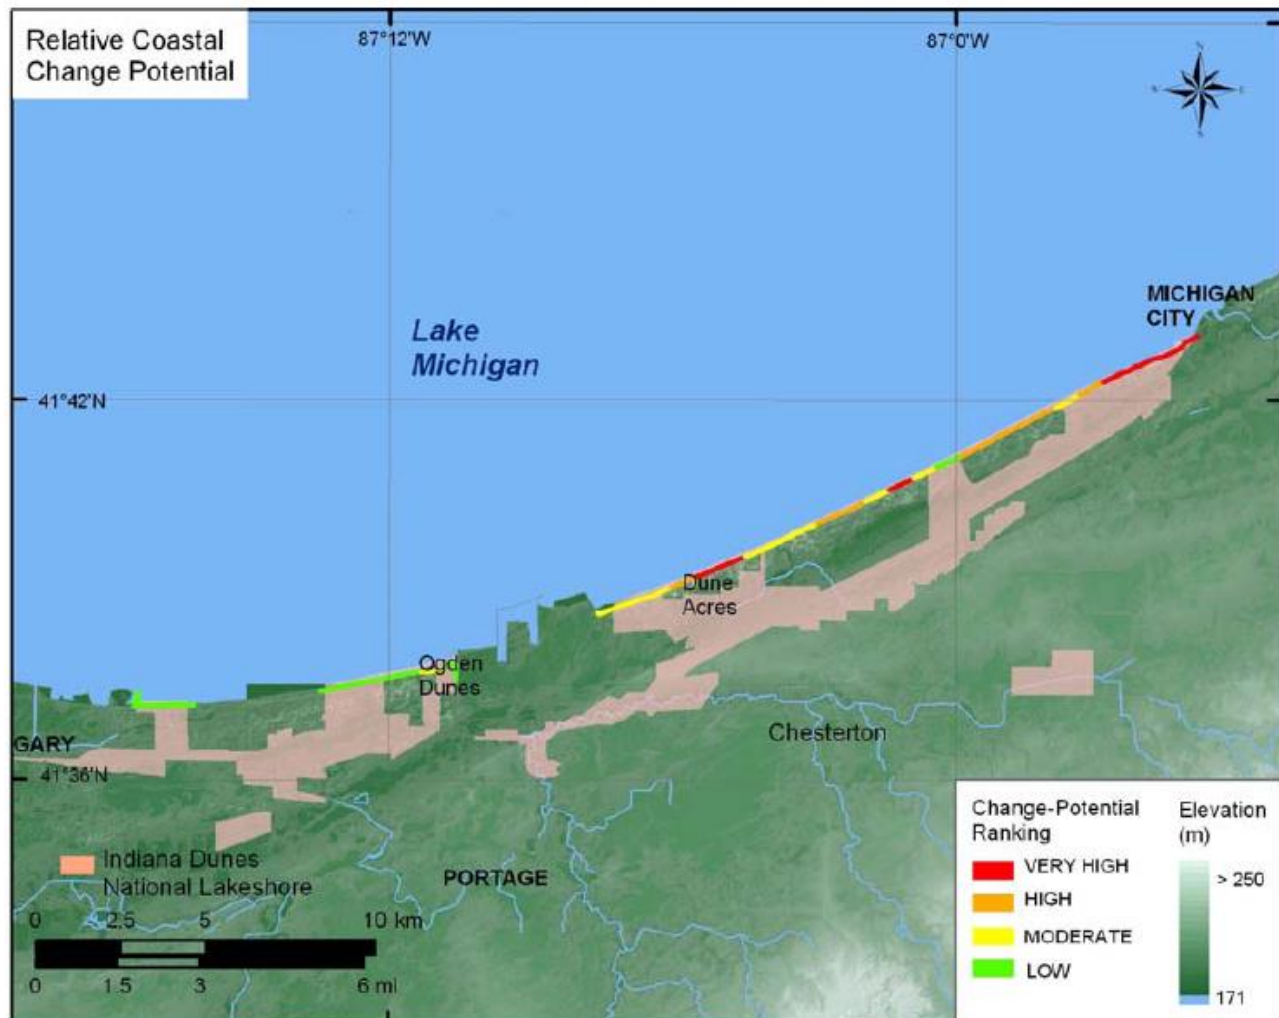 Relative Coastal
Change Potential
87°12'W
87°0'W
MICHIGAN
CITY
Lake
Michigan
41°42'N
Dune
Acres
Ogden
Dunes
GARY
Chesterton
41°36'N
Indiana Dunes
National Lakeshore
PORTAGE
0 2.5 5 10 km
0 1.5 3 6 mi
Change-Potential
Ranking
VERY HIGH
HIGH
MODERATE
LOW
Elevation
(m)
> 250
171